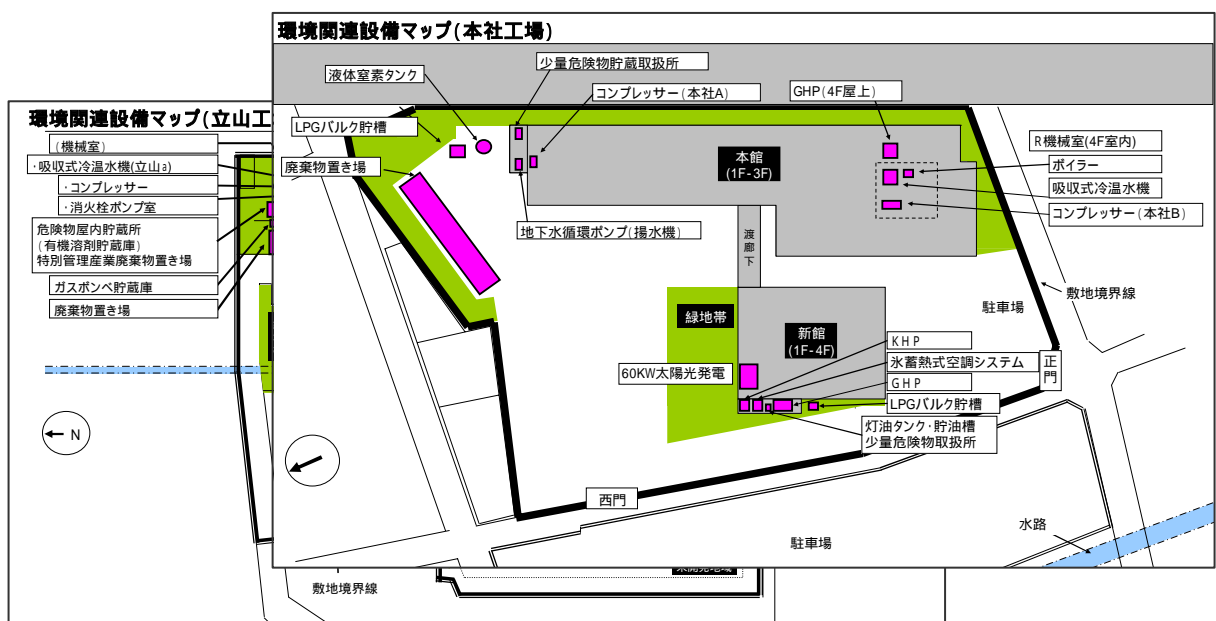 環境関連設備マップ(本社工場)
少量危険物貯蔵取扱所
液体窒素タンク
コンプレッサー(本社A)
GHP(4F屋上)
LPGバルク貯槽
廃棄物置き場
本館
(1F-3F)
R機械室(4F室内)
ボイラー
吸収式冷温水機
コンプレッサー(本社B)
地下水循環ポンプ(揚水機)
渡廊下
敷地境界線
駐車場
緑地帯
新館
(1F-4F)
KHP
氷蓄熱式空調システム
GHP
LPGバルク貯槽
60KW太陽光発電
正門
灯油タンク・貯油槽
少量危険物取扱所
西門
駐車場
水路
環境関連設備マップ(立山工
(機械室)
・吸収式冷温水機(立山a)
・コンプレッサー
・消火栓ポンプ室
危険物屋内貯蔵所
(有機溶剤貯蔵庫)
特別管理産業廃棄物置き場
ガスボンベ貯蔵庫
廃棄物置き場
N
敷地境界線